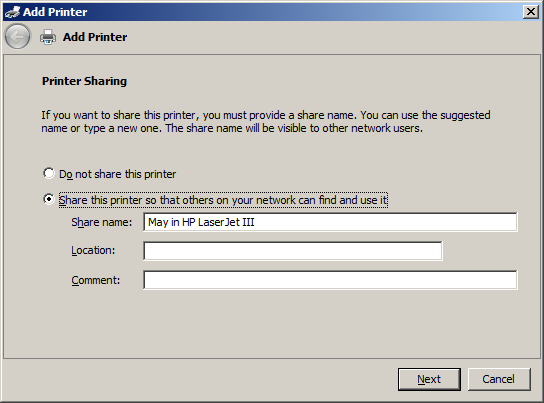 Add Printer
Add Printer
Printer Sharing
If you want to share this printer, you must provide a share name. You can use the suggested
name or type a new one. The share name will be visible to other network users.
Do not share this printer
Share this printer so that others on your network can find and use it
Share name: May in HP LaserJet III
Location:
Comment:
Next Cancel